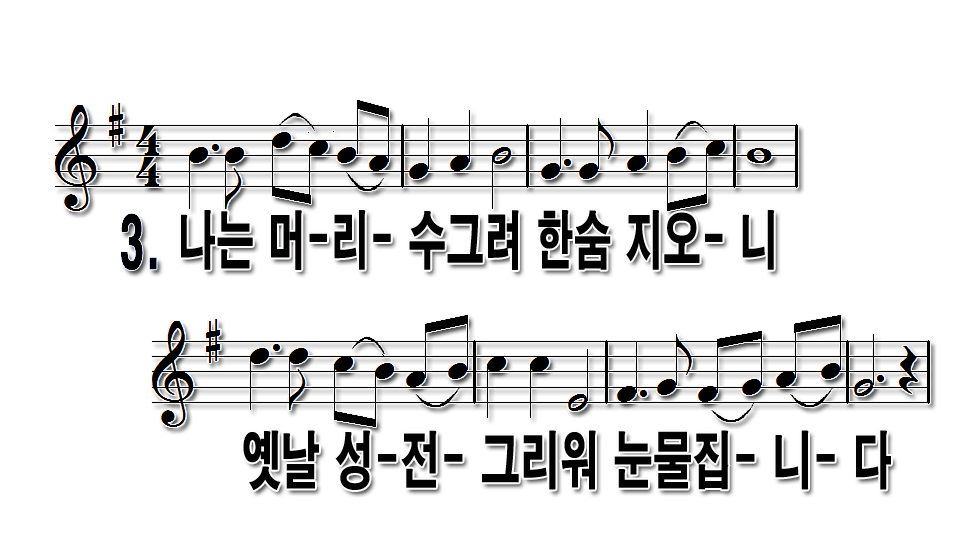 3. 나는 머-리- 수그려 한숨 지오- 니
옛날 성-전- 그리워 눈물집- 니- 다